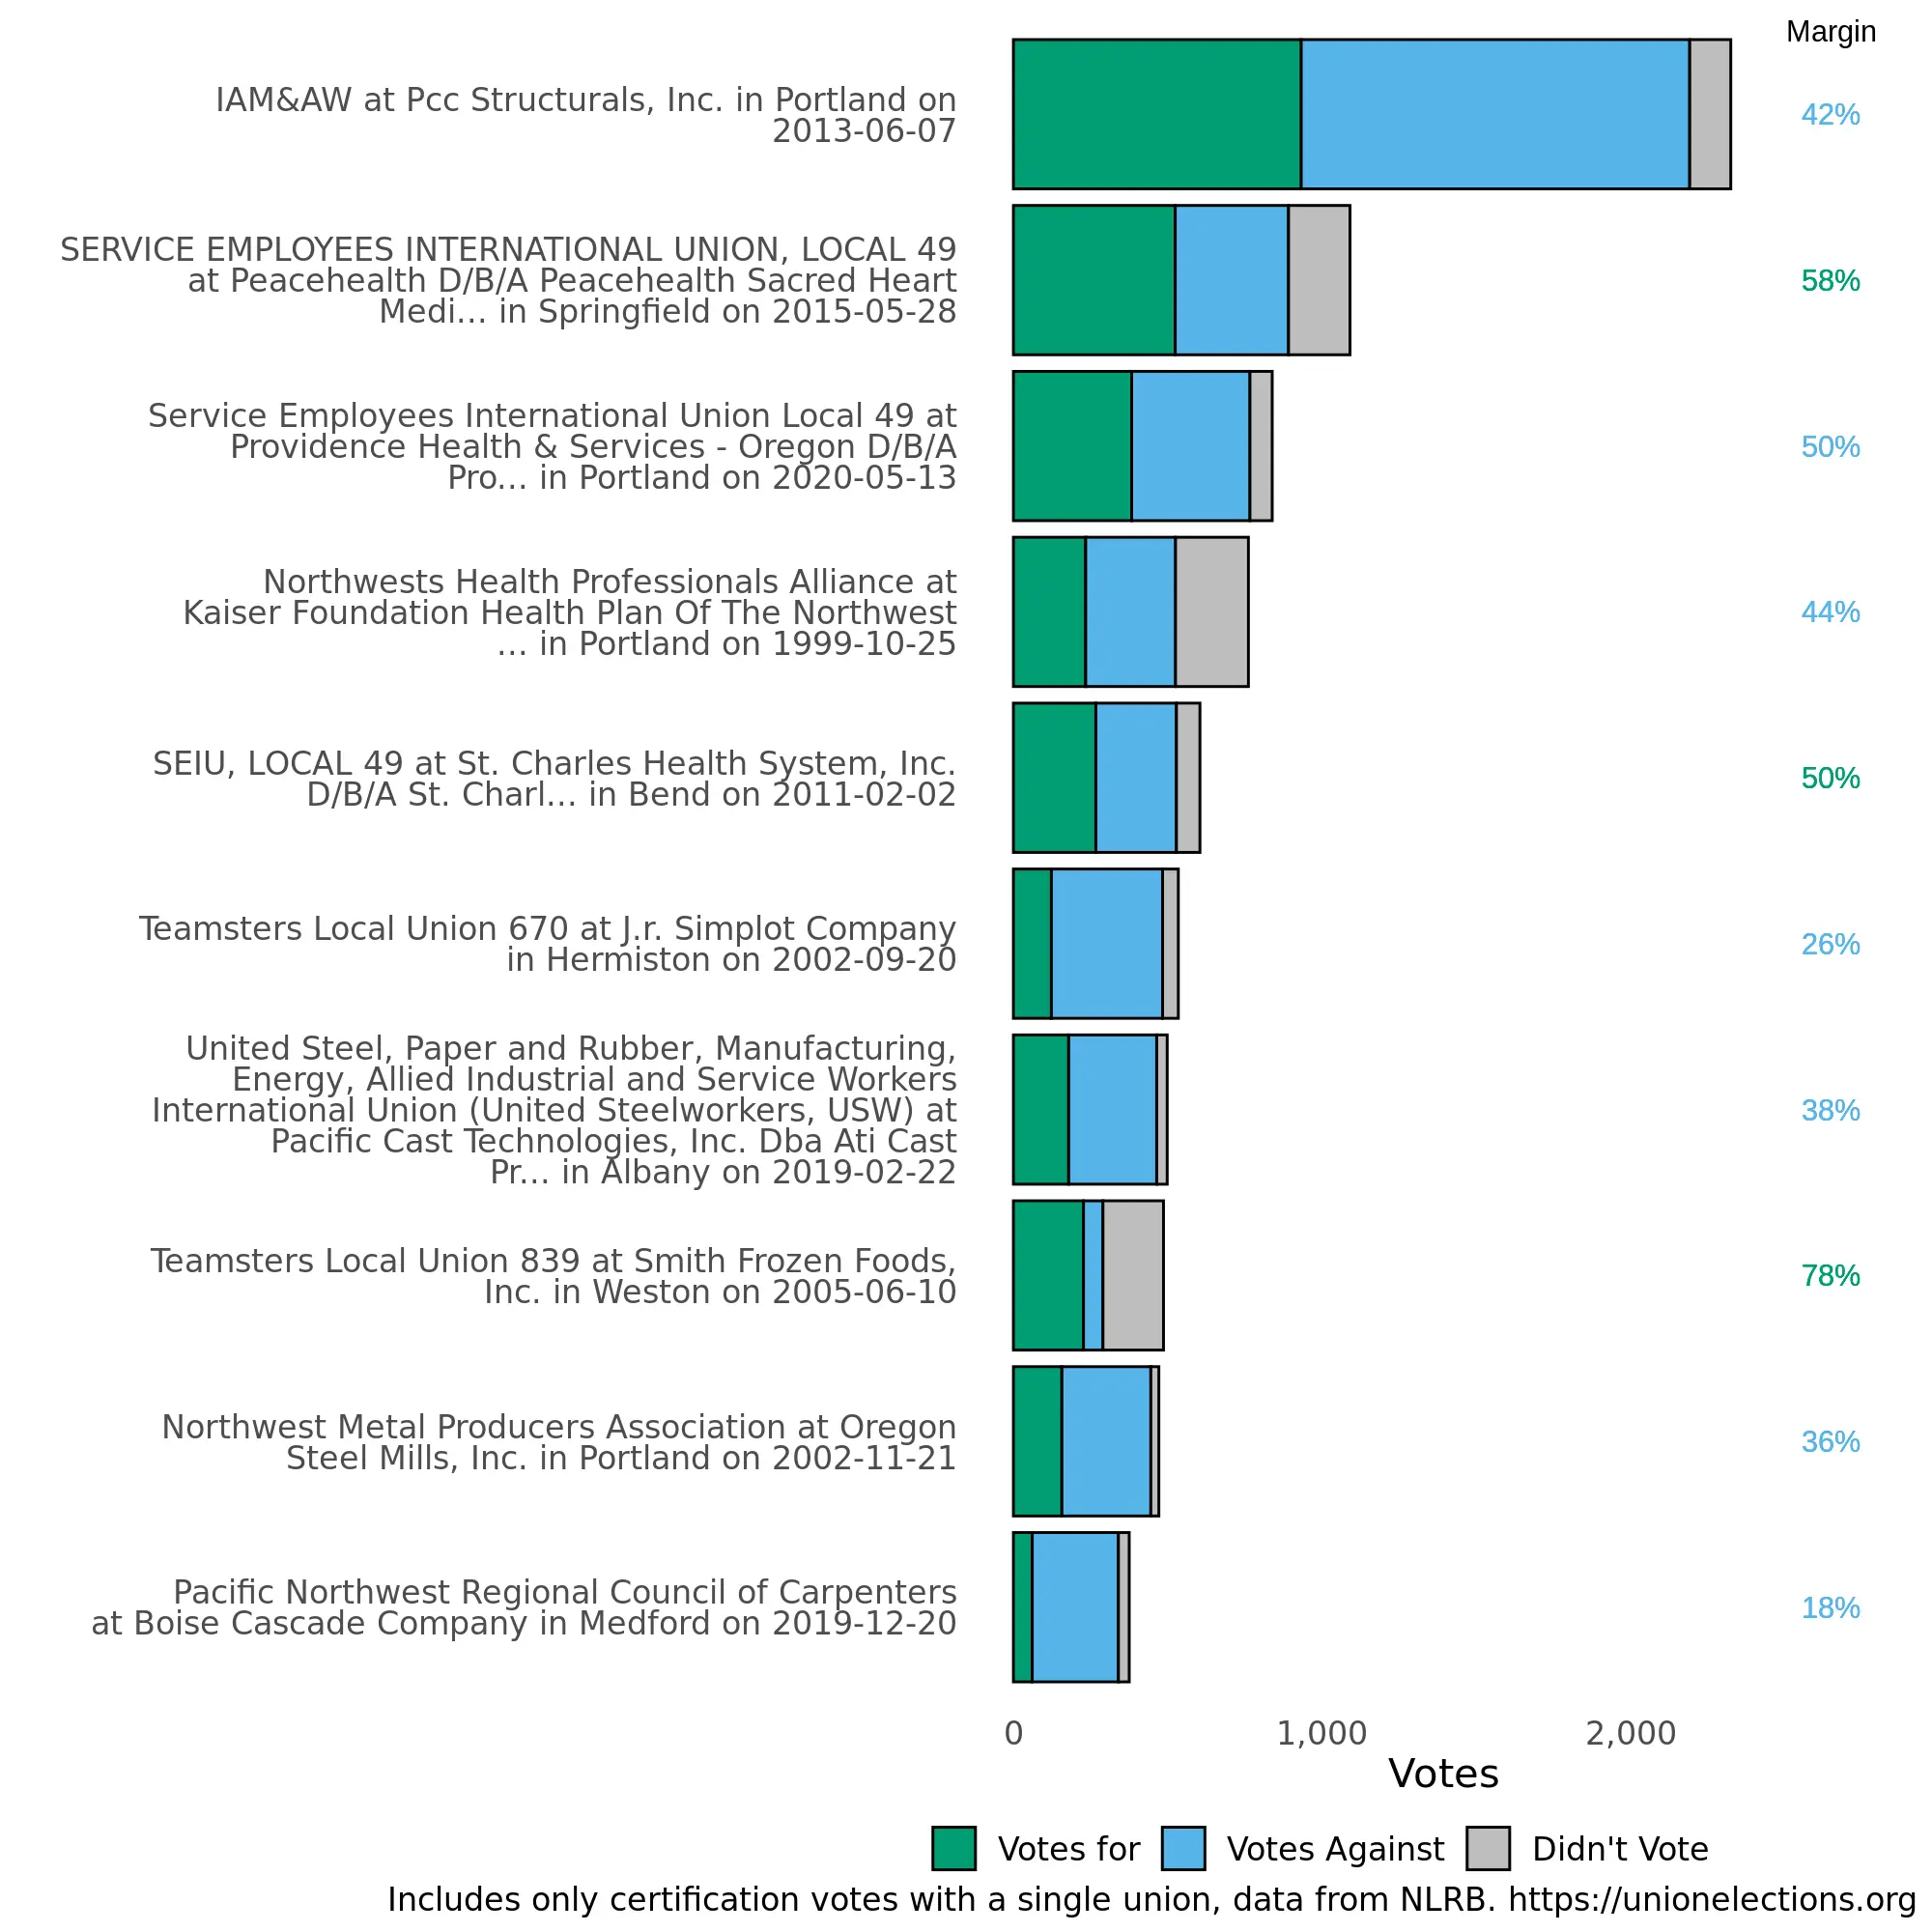 Margin
IAM&AW at Pcc Structurals, Inc. in Portland on
2013-06-07
42%
SERVICE EMPLOYEES INTERNATIONAL UNION, LOCAL 49
at Peacehealth D/B/A Peacehealth Sacred Heart
Medi... in Springfield on 2015-05-28
58%
Service Employees International Union Local 49 at
Providence Health & Services - Oregon D/B/A
Pro... in Portland on 2020-05-13
50%
Northwests Health Professionals Alliance at
Kaiser Foundation Health Plan Of The Northwest
... in Portland on 1999-10-25
44%
SEIU, LOCAL 49 at St. Charles Health System, Inc.
D/B/A St. Charl... in Bend on 2011-02-02
50%
Teamsters Local Union 670 at J.r. Simplot Company
in Hermiston on 2002-09-20
26%
United Steel, Paper and Rubber, Manufacturing,
Energy, Allied Industrial and Service Workers
International Union (United Steelworkers, USW) at
Pacific Cast Technologies, Inc. Dba Ati Cast
Pr... in Albany on 2019-02-22
38%
Teamsters Local Union 839 at Smith Frozen Foods,
Inc. in Weston on 2005-06-10
78%
Northwest Metal Producers Association at Oregon
Steel Mills, Inc. in Portland on 2002-11-21
36%
Pacific Northwest Regional Council of Carpenters
at Boise Cascade Company in Medford on 2019-12-20
18%
0 1,000 2,000
Votes
Votes for Votes Against Didn't Vote
Includes only certification votes with a single union, data from NLRB. https://unionelections.org